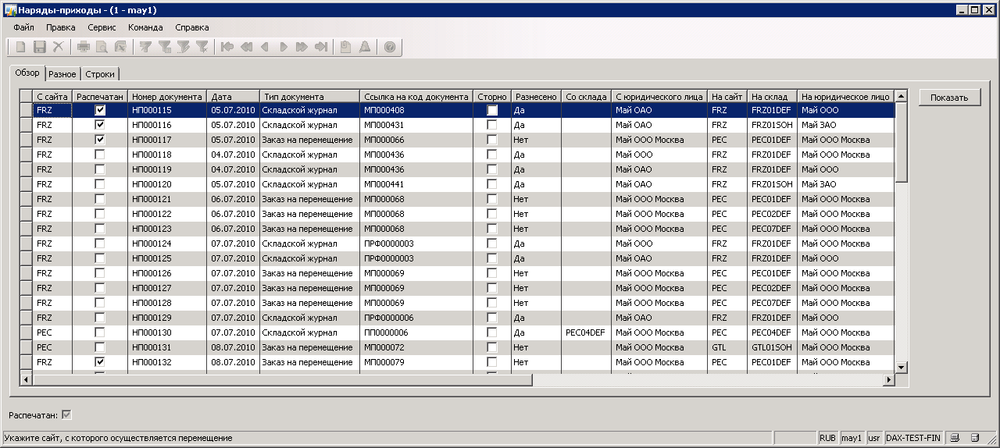 Наряды-приходы - (1 - may1)
Файл Правка Сервис Команда Справка
Обзор Разное Строки
С сайта Распечатан Номер документа Дата Тип документа Ссылка на код документа Сторно Разнесено Со склада С юридического лица На сайт На склад На юридическое лицо
Показать
FRZ НП000115 05.07.2010 Складской журнал МП000408 Да Май ОАО FRZ FRZ01DEF Май ООО
FRZ НП000116 05.07.2010 Складской журнал МП000431 Да Май ОАО FRZ FRZ01SOH Май ЗАО
FRZ НП000117 05.07.2010 Заказ на перемещение МП000066 Нет Май ООО Москва PEC PEC01DEF Май ООО Москва
FRZ НП000118 04.07.2010 Складской журнал МП000436 Да Май ООО FRZ FRZ01DEF Май ООО Москва
FRZ НП000119 04.07.2010 Складской журнал МП000436 Да Май ОАО FRZ FRZ01DEF Май ООО
FRZ НП000120 05.07.2010 Складской журнал МП000441 Да Май ОАО FRZ FRZ01SOH Май ЗАО
FRZ НП000121 06.07.2010 Заказ на перемещение МП000068 Нет Май ООО Москва PEC PEC01DEF Май ООО Москва
FRZ НП000122 06.07.2010 Заказ на перемещение МП000068 Нет Май ООО Москва PEC PEC02DEF Май ООО Москва
FRZ НП000123 06.07.2010 Заказ на перемещение МП000068 Нет Май ООО Москва PEC PEC07DEF Май ООО Москва
FRZ НП000124 07.07.2010 Складской журнал ПРФ0000003 Да Май ООО FRZ FRZ01DEF Май ООО Москва
FRZ НП000125 07.07.2010 Складской журнал ПРФ0000003 Да Май ОАО FRZ FRZ01DEF Май ООО
FRZ НП000126 07.07.2010 Заказ на перемещение МП000069 Нет Май ООО Москва PEC PEC01DEF Май ООО Москва
FRZ НП000127 07.07.2010 Заказ на перемещение МП000069 Нет Май ООО Москва PEC PEC02DEF Май ООО Москва
FRZ НП000128 07.07.2010 Заказ на перемещение МП000069 Нет Май ООО Москва PEC PEC07DEF Май ООО Москва
FRZ НП000129 07.07.2010 Складской журнал ПРФ0000006 Да Май ОАО FRZ FRZ01DEF Май ООО
PEC НП000130 07.07.2010 Складской журнал ПП0000006 Да PEC04DEF Май ООО Москва PEC PEC04DEF Май ООО Москва
PEC НП000131 08.07.2010 Заказ на перемещение МП000072 Нет Май ООО Москва GTL GTL01SOH Май ООО Москва
FRZ НП000132 08.07.2010 Заказ на перемещение МП000079 Нет Май ООО Москва PEC PEC01DEF Май ООО Москва
Распечатан:
Укажите сайт, с которого осуществляется перемещение RUB may1 usr DAX-TEST-FIN